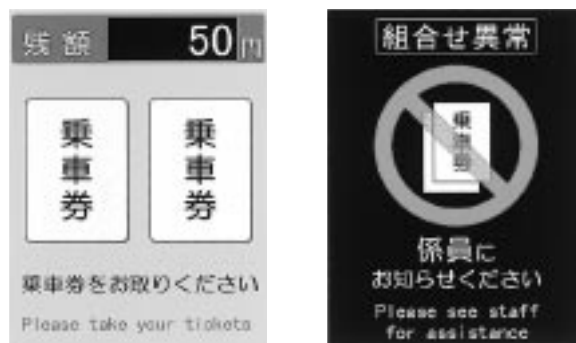 残額 50円
乗車券
乗車券
乗車券をお取りください
Please take your tickets
組合せ異常
乗車券
係員に
お知らせください
Please see staff
for assistance